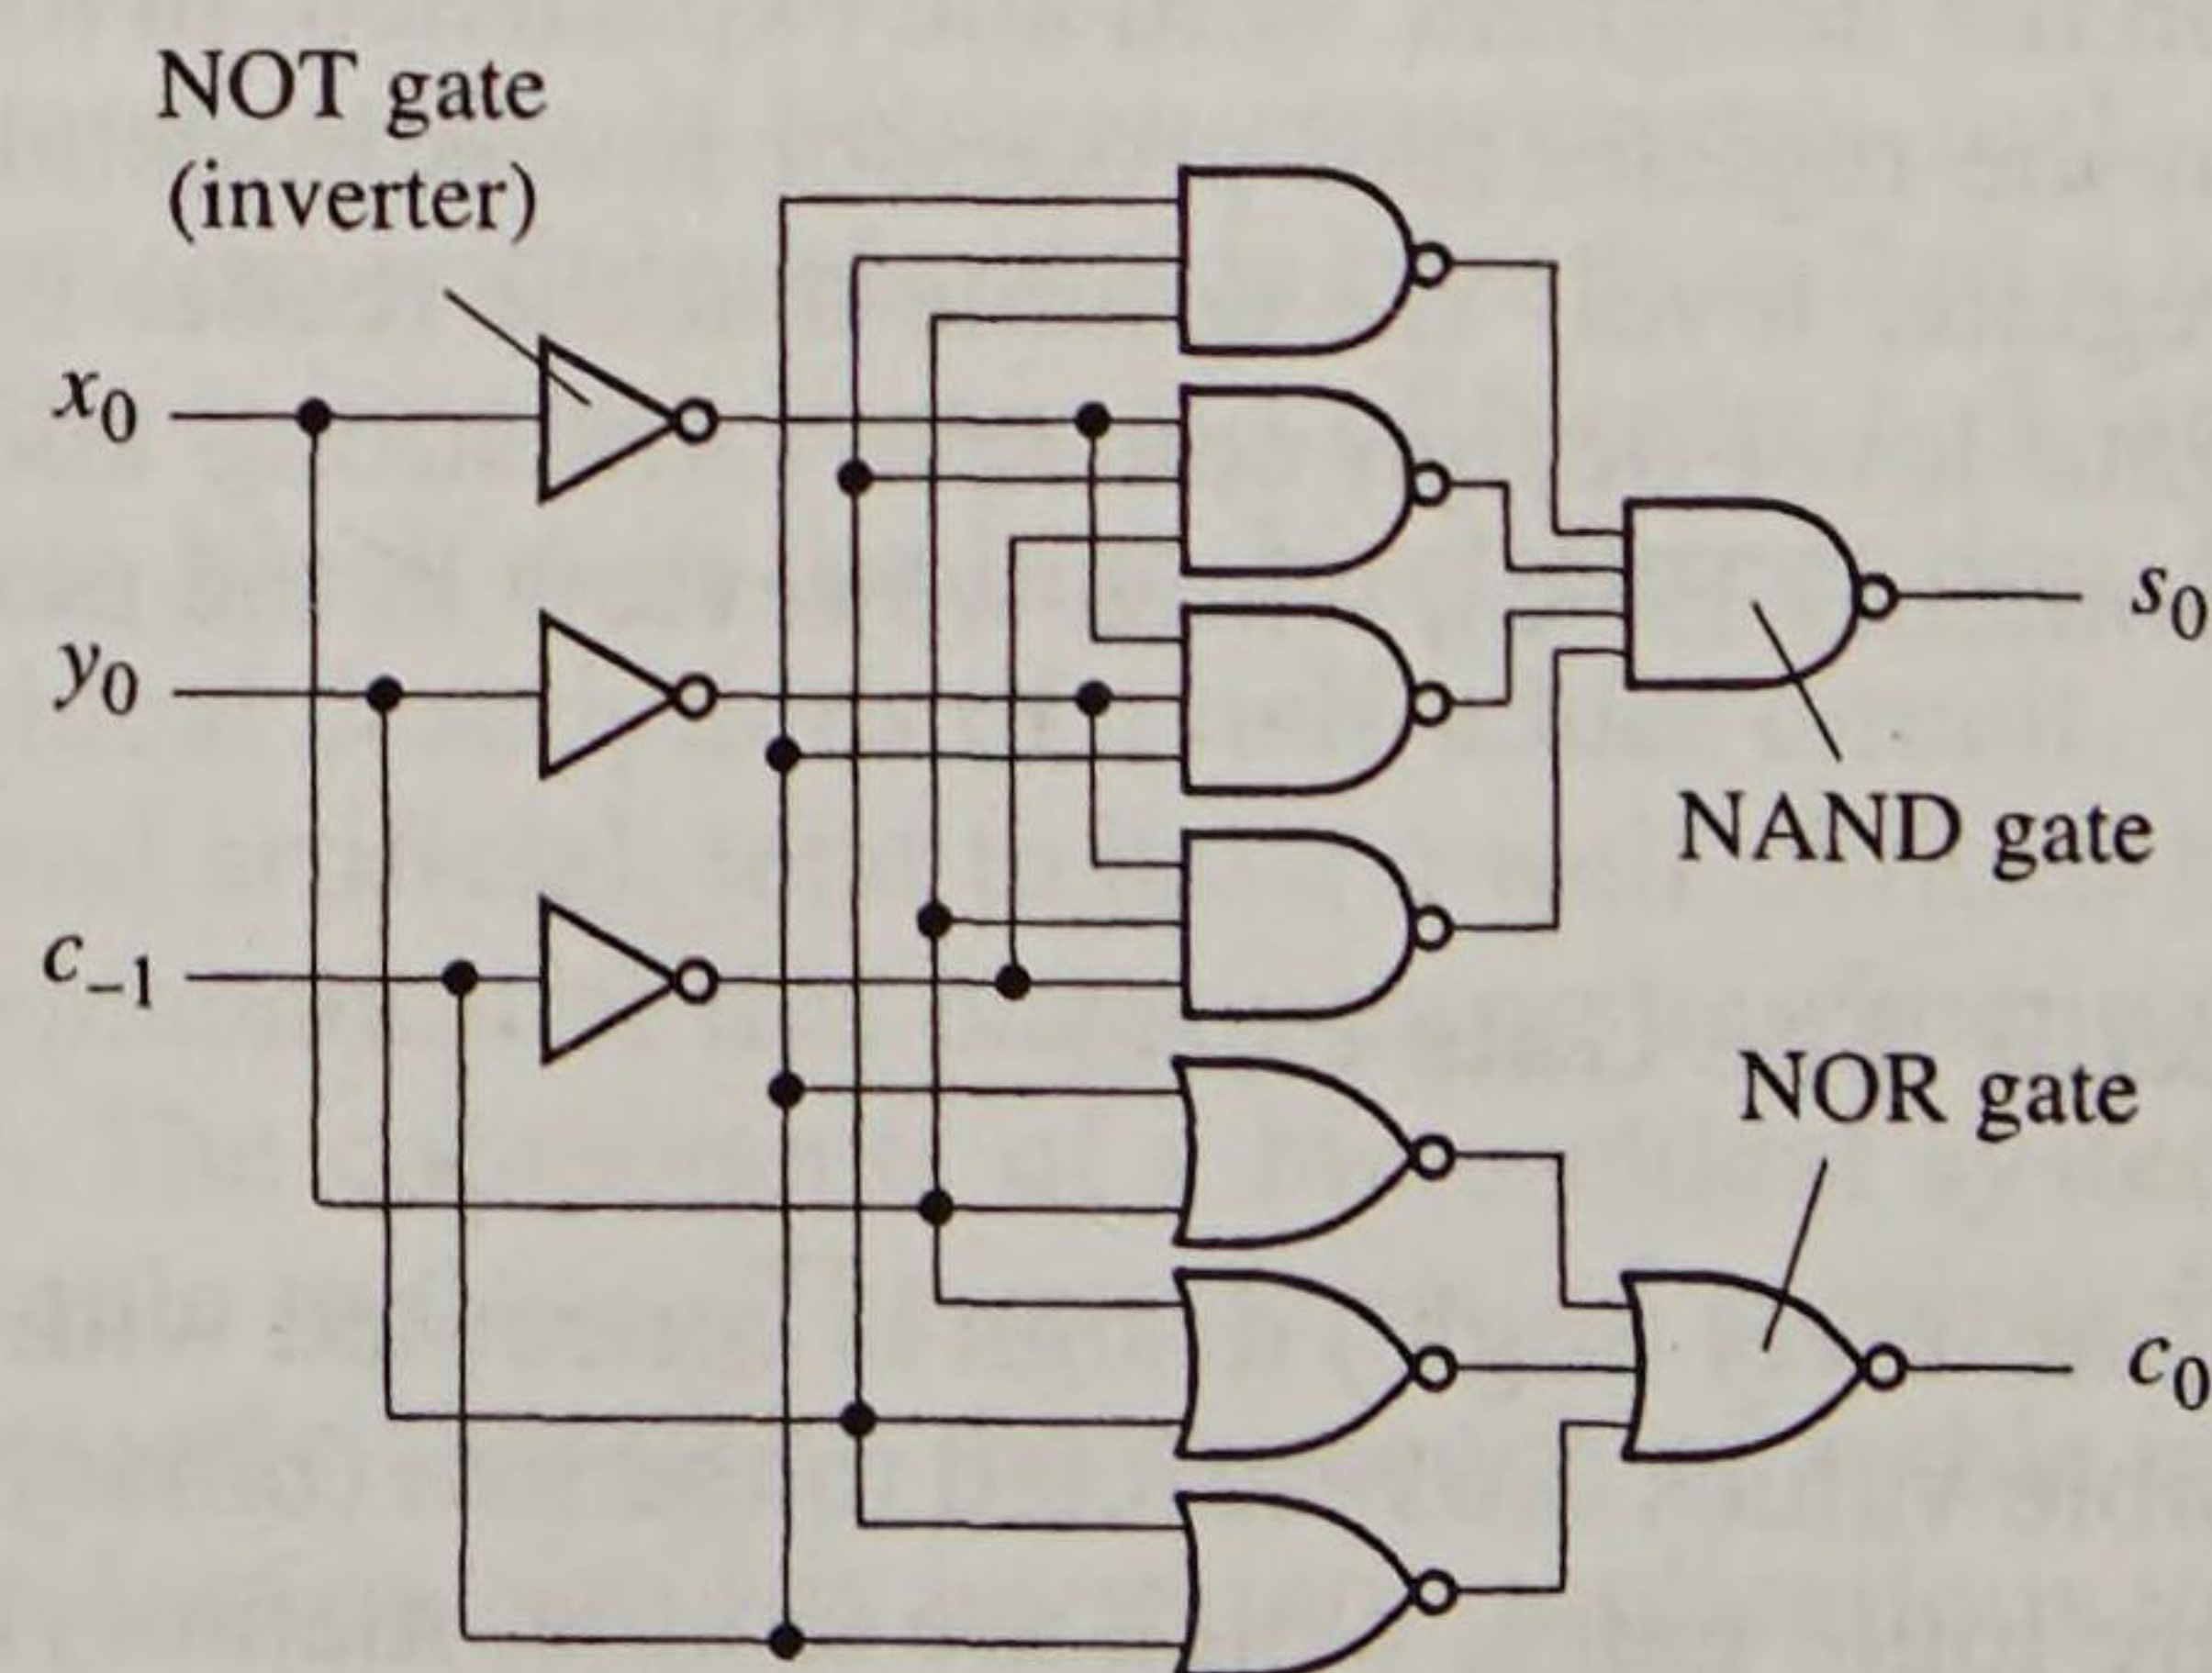 NOT gate
(inverter)
x₀
y₀
c₋₁
s₀
NAND gate
NOR gate
c₀